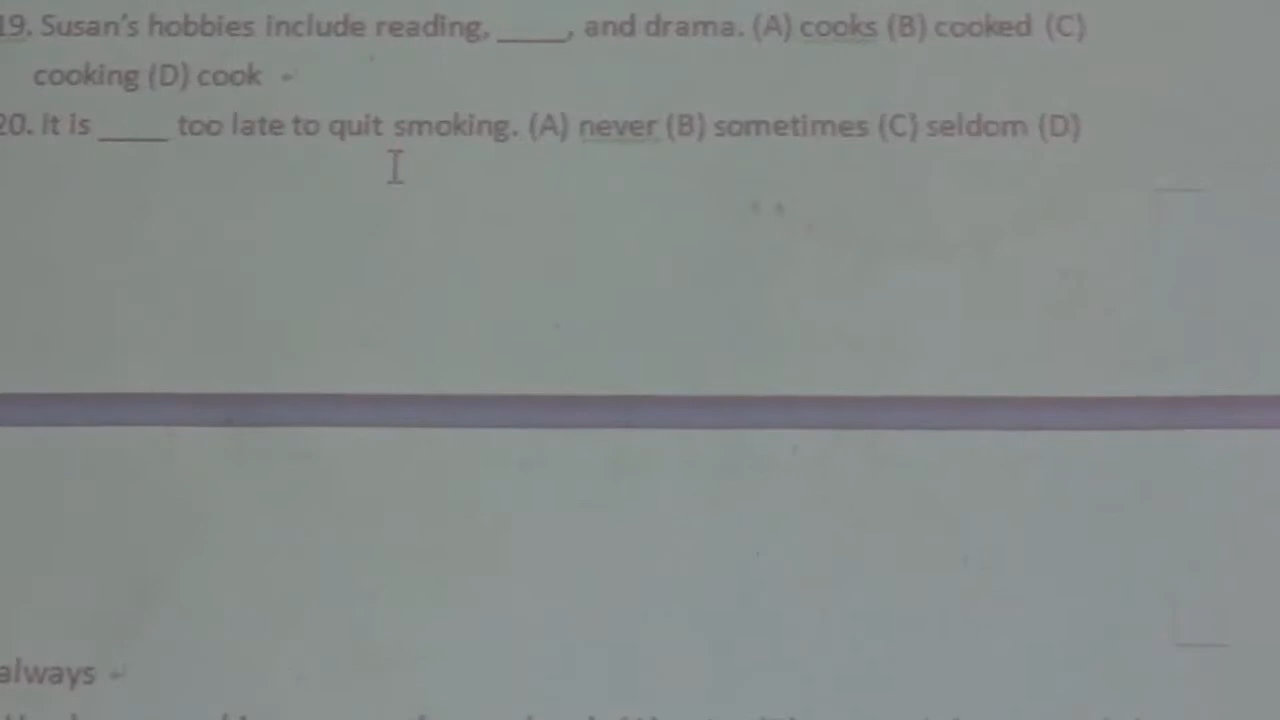 19. Susan's hobbies include reading, _____, and drama. (A) cooks (B) cooked (C)
cooking (D) cook
20. It is _____ too late to quit smoking. (A) never (B) sometimes (C) seldom (D)
always